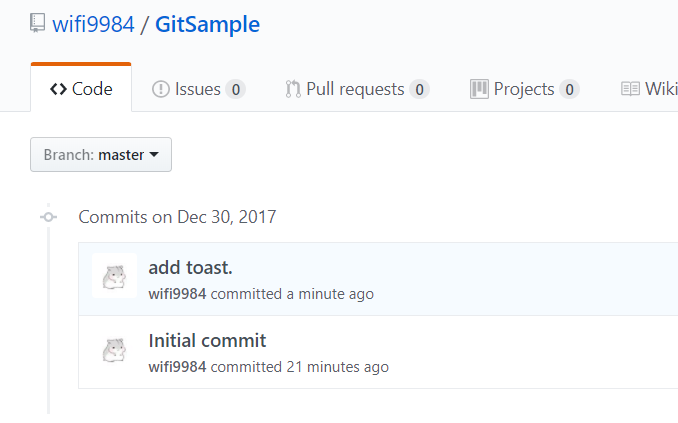 wifi9984 / GitSample
Code Issues 0 Pull requests 0 Projects 0 Wiki
Branch: master
Commits on Dec 30, 2017
add toast.
wifi9984 committed a minute ago
Initial commit
wifi9984 committed 21 minutes ago